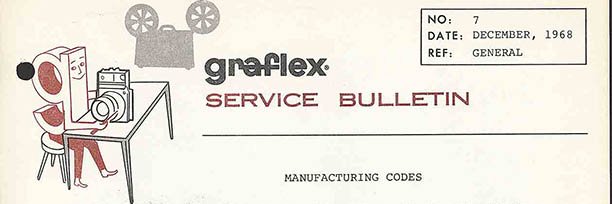 NO: 7
DATE: DECEMBER, 1968
REF: GENERAL
graflex®
SERVICE BULLETIN
MANUFACTURING CODES